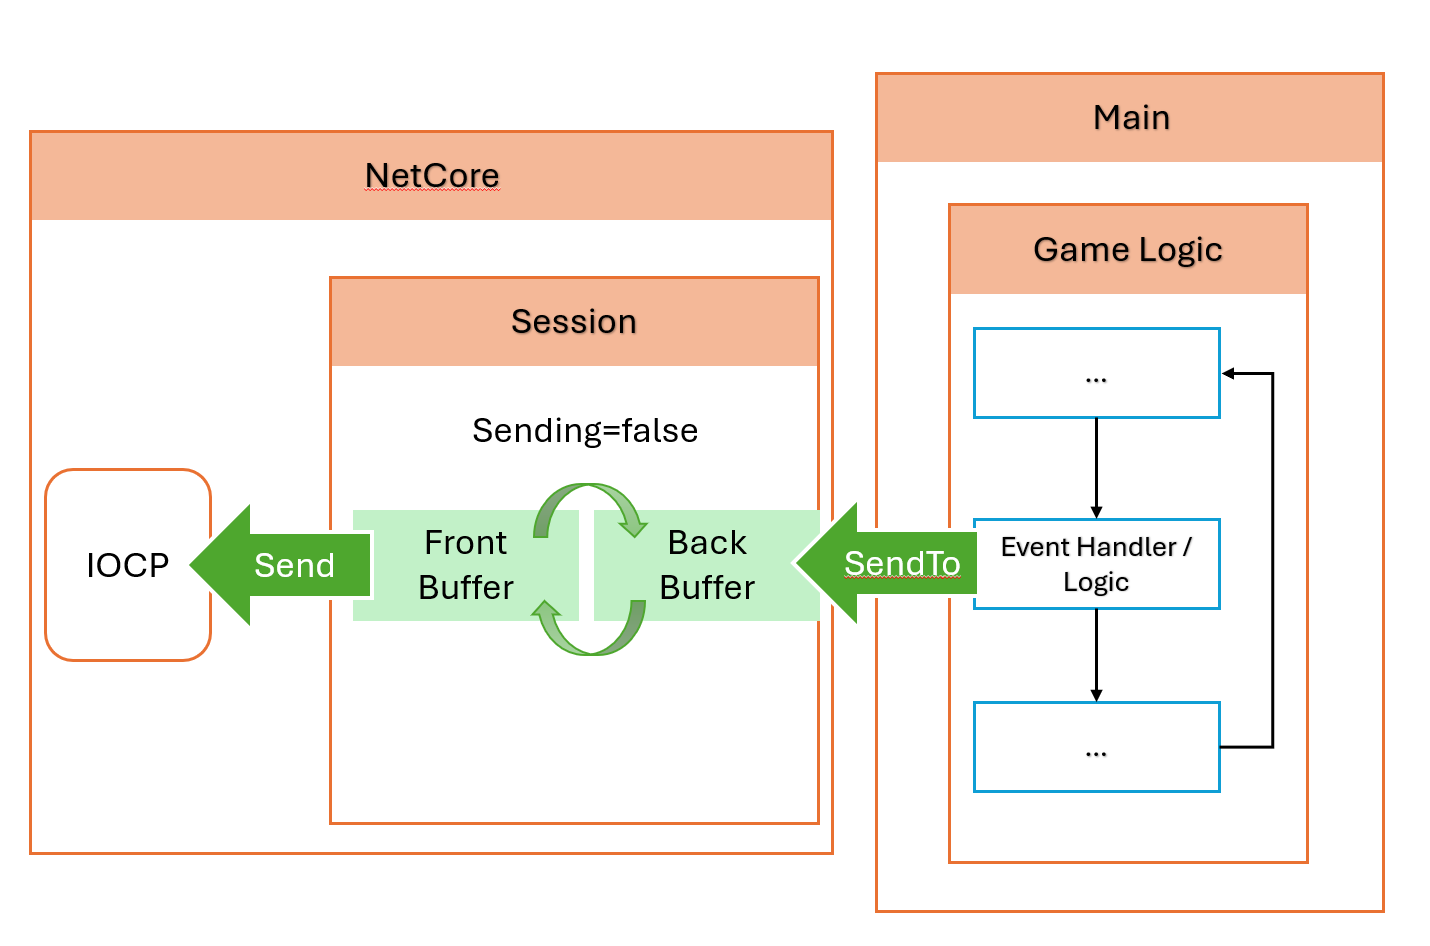 Main
NetCore
Game Logic
Session
...
Sending=false
IOCP
Send
Front
Buffer
Back
Buffer
SendTo
Event Handler /
Logic
...